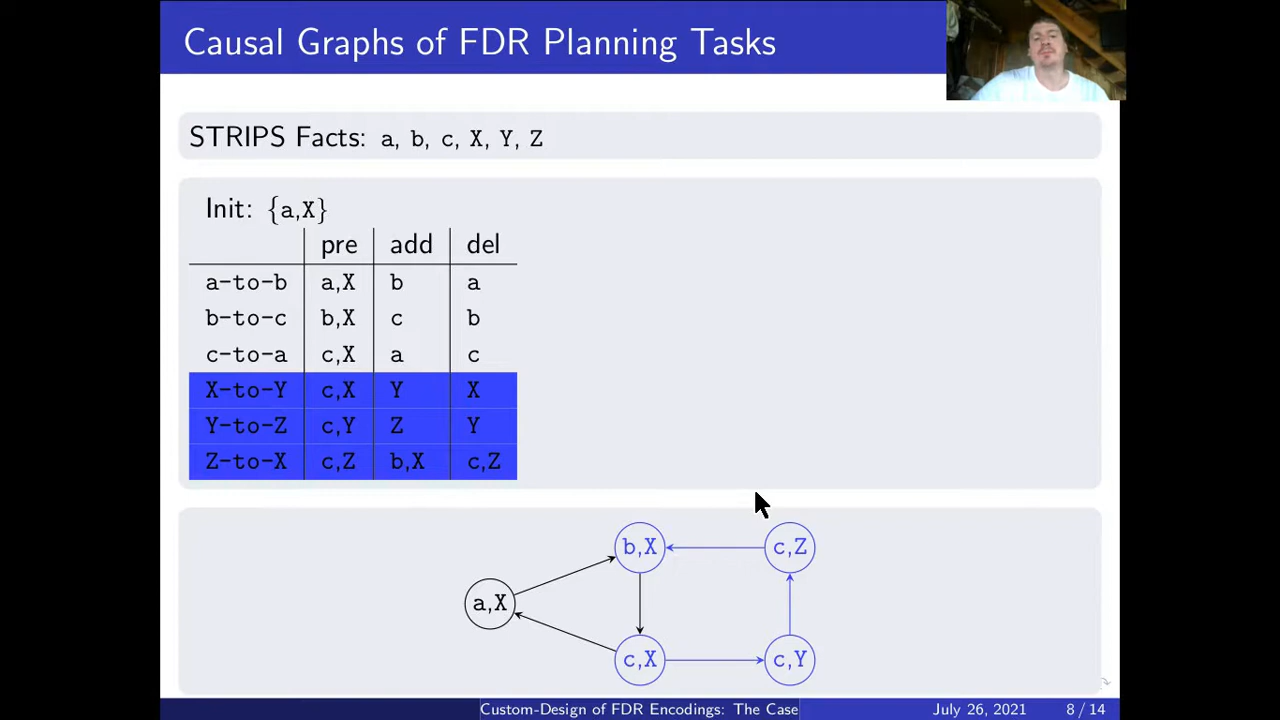 Causal Graphs of FDR Planning Tasks
STRIPS Facts: a, b, c, X, Y, Z
Init: {a,X}
pre add del
a-to-b a,X b a
b-to-c b,X c b
c-to-a c,X a c
X-to-Y c,X Y X
Y-to-Z c,Y Z Y
Z-to-X c,Z b,X c,Z
b,X c,Z
a,X
c,X c,Y
Custom-Design of FDR Encodings: The Case July 26, 2021 8 / 14